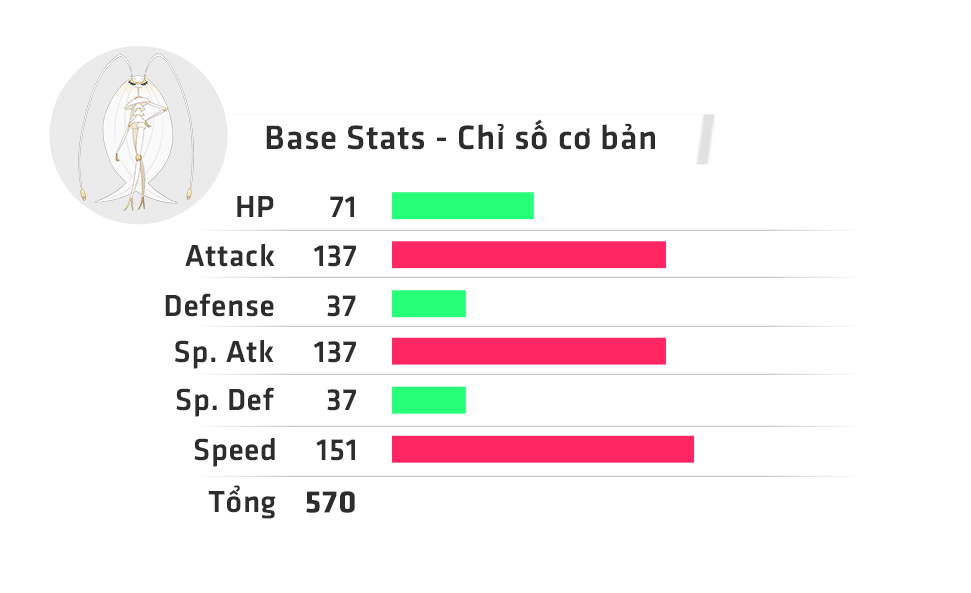 Base Stats - Chỉ số cơ bản
HP 71
Attack 137
Defense 37
Sp. Atk 137
Sp. Def 37
Speed 151
Tổng 570